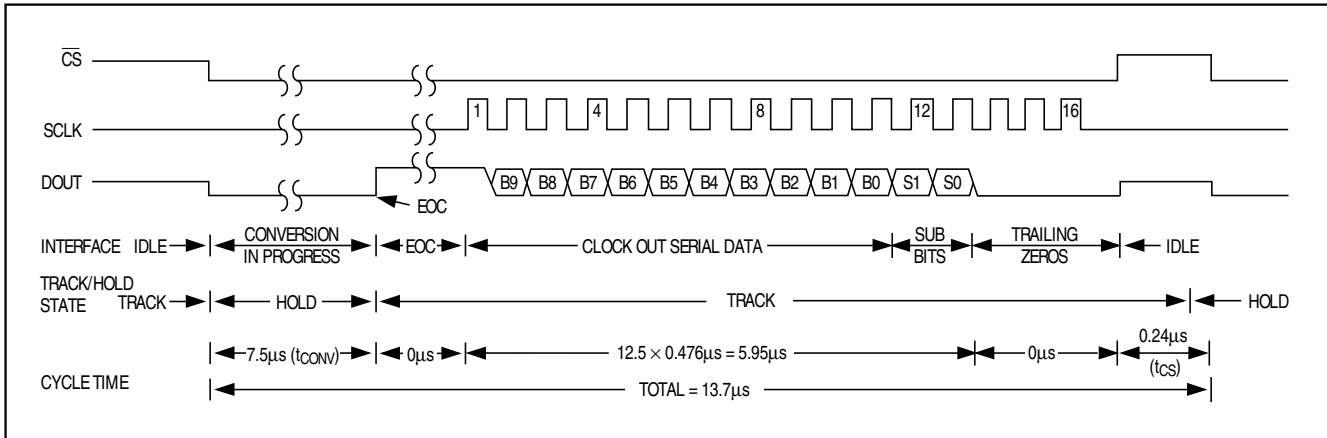 CS
SCLK
1 4 8 12 16
DOUT
B9 B8 B7 B6 B5 B4 B3 B2 B1 B0 S1 S0
EOC
INTERFACE IDLE
CONVERSION
IN PROGRESS
EOC
CLOCK OUT SERIAL DATA
SUB
BITS
TRAILING
ZEROS
IDLE
TRACK/HOLD
STATE
TRACK
HOLD
TRACK
HOLD
CYCLE TIME
7.5µs (tCONV)
0µs
12.5 × 0.476µs = 5.95µs
0µs
0.24µs
(tCS)
TOTAL = 13.7µs